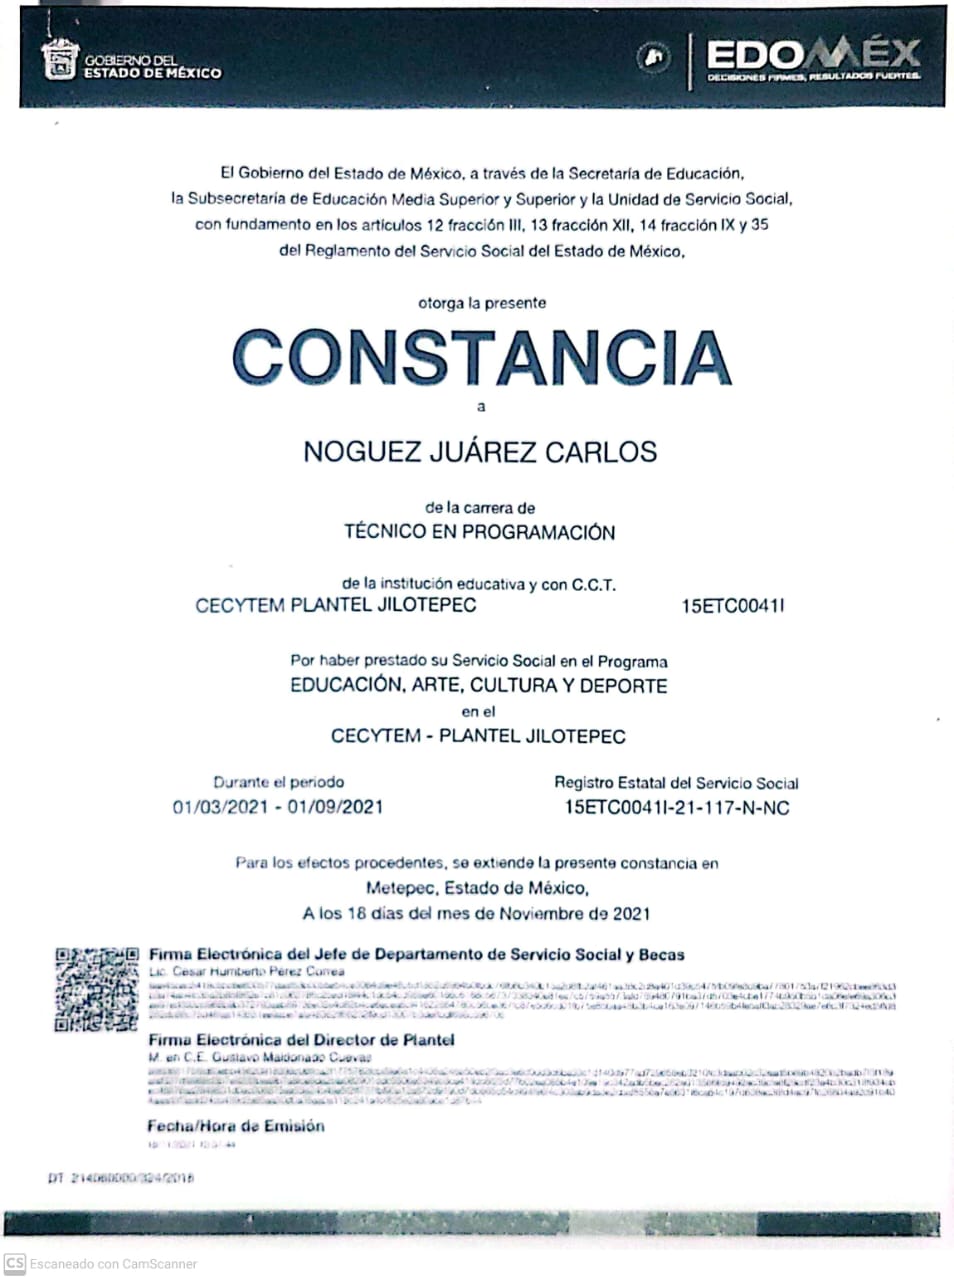 GOBIERNO DEL
ESTADO DE MÉXICO
EDOMÉX
DECISIONES FIRMES, RESULTADOS FUERTES.
El Gobierno del Estado de México, a través de la Secretaría de Educación,
la Subsecretaría de Educación Media Superior y Superior y la Unidad de Servicio Social,
con fundamento en los artículos 12 fracción III, 13 fracción XII, 14 fracción IX y 35
del Reglamento del Servicio Social del Estado de México,
otorga la presente
CONSTANCIA
a
NOGUEZ JUÁREZ CARLOS
de la carrera de
TÉCNICO EN PROGRAMACIÓN
de la institución educativa y con C.C.T.
CECYTEM PLANTEL JILOTEPEC 15ETC0041I
Por haber prestado su Servicio Social en el Programa
EDUCACIÓN, ARTE, CULTURA Y DEPORTE
en el
CECYTEM - PLANTEL JILOTEPEC
Durante el periodo Registro Estatal del Servicio Social
01/03/2021 - 01/09/2021 15ETC0041I-21-117-N-NC
Para los efectos procedentes, se extiende la presente constancia en
Metepec, Estado de México,
A los 18 días del mes de Noviembre de 2021
Firma Electrónica del Jefe de Departamento de Servicio Social y Becas
Lic. César Humberto Pérez Correa
Firma Electrónica del Director de Plantel
M. en C.E. Gustavo Maldonado Cuevas
Fecha/Hora de Emisión
CS Escaneado con CamScanner